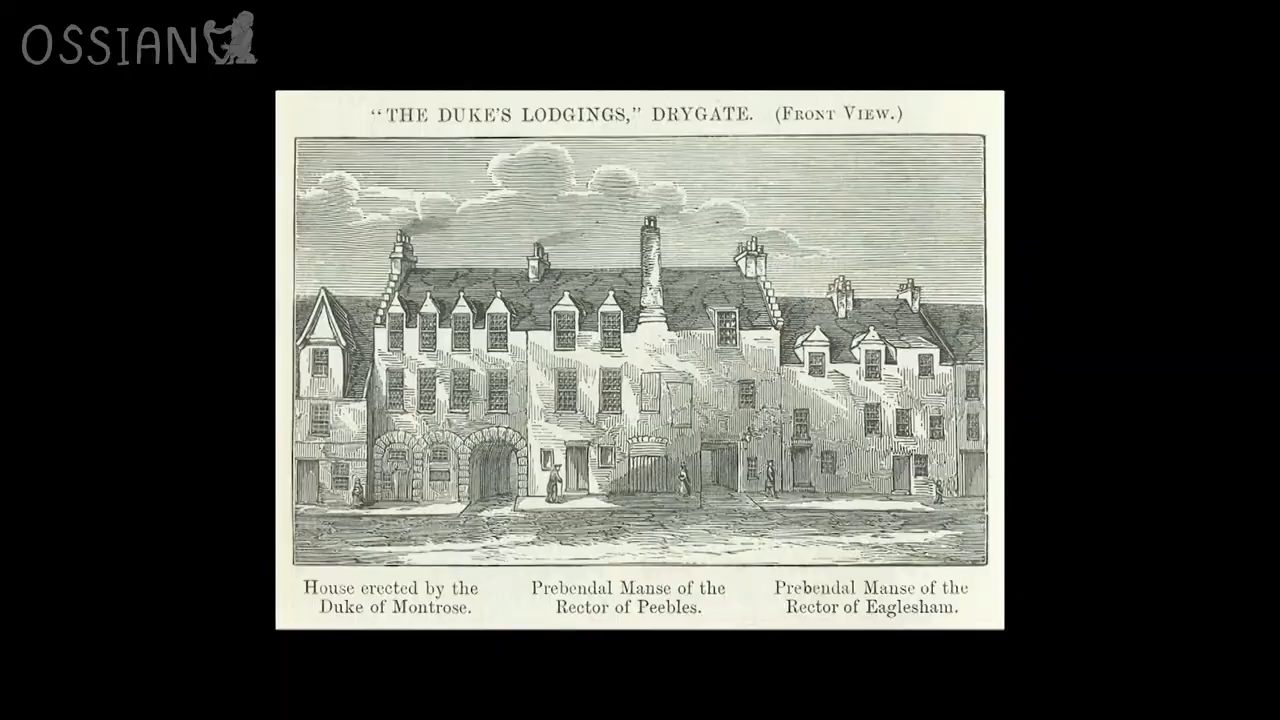 OSSIAN
"THE DUKE'S LODGINGS," DRYGATE. (FRONT VIEW.)
House erected by the
Duke of Montrose.
Prebendal Manse of the
Rector of Peebles.
Prebendal Manse of the
Rector of Eaglesham.